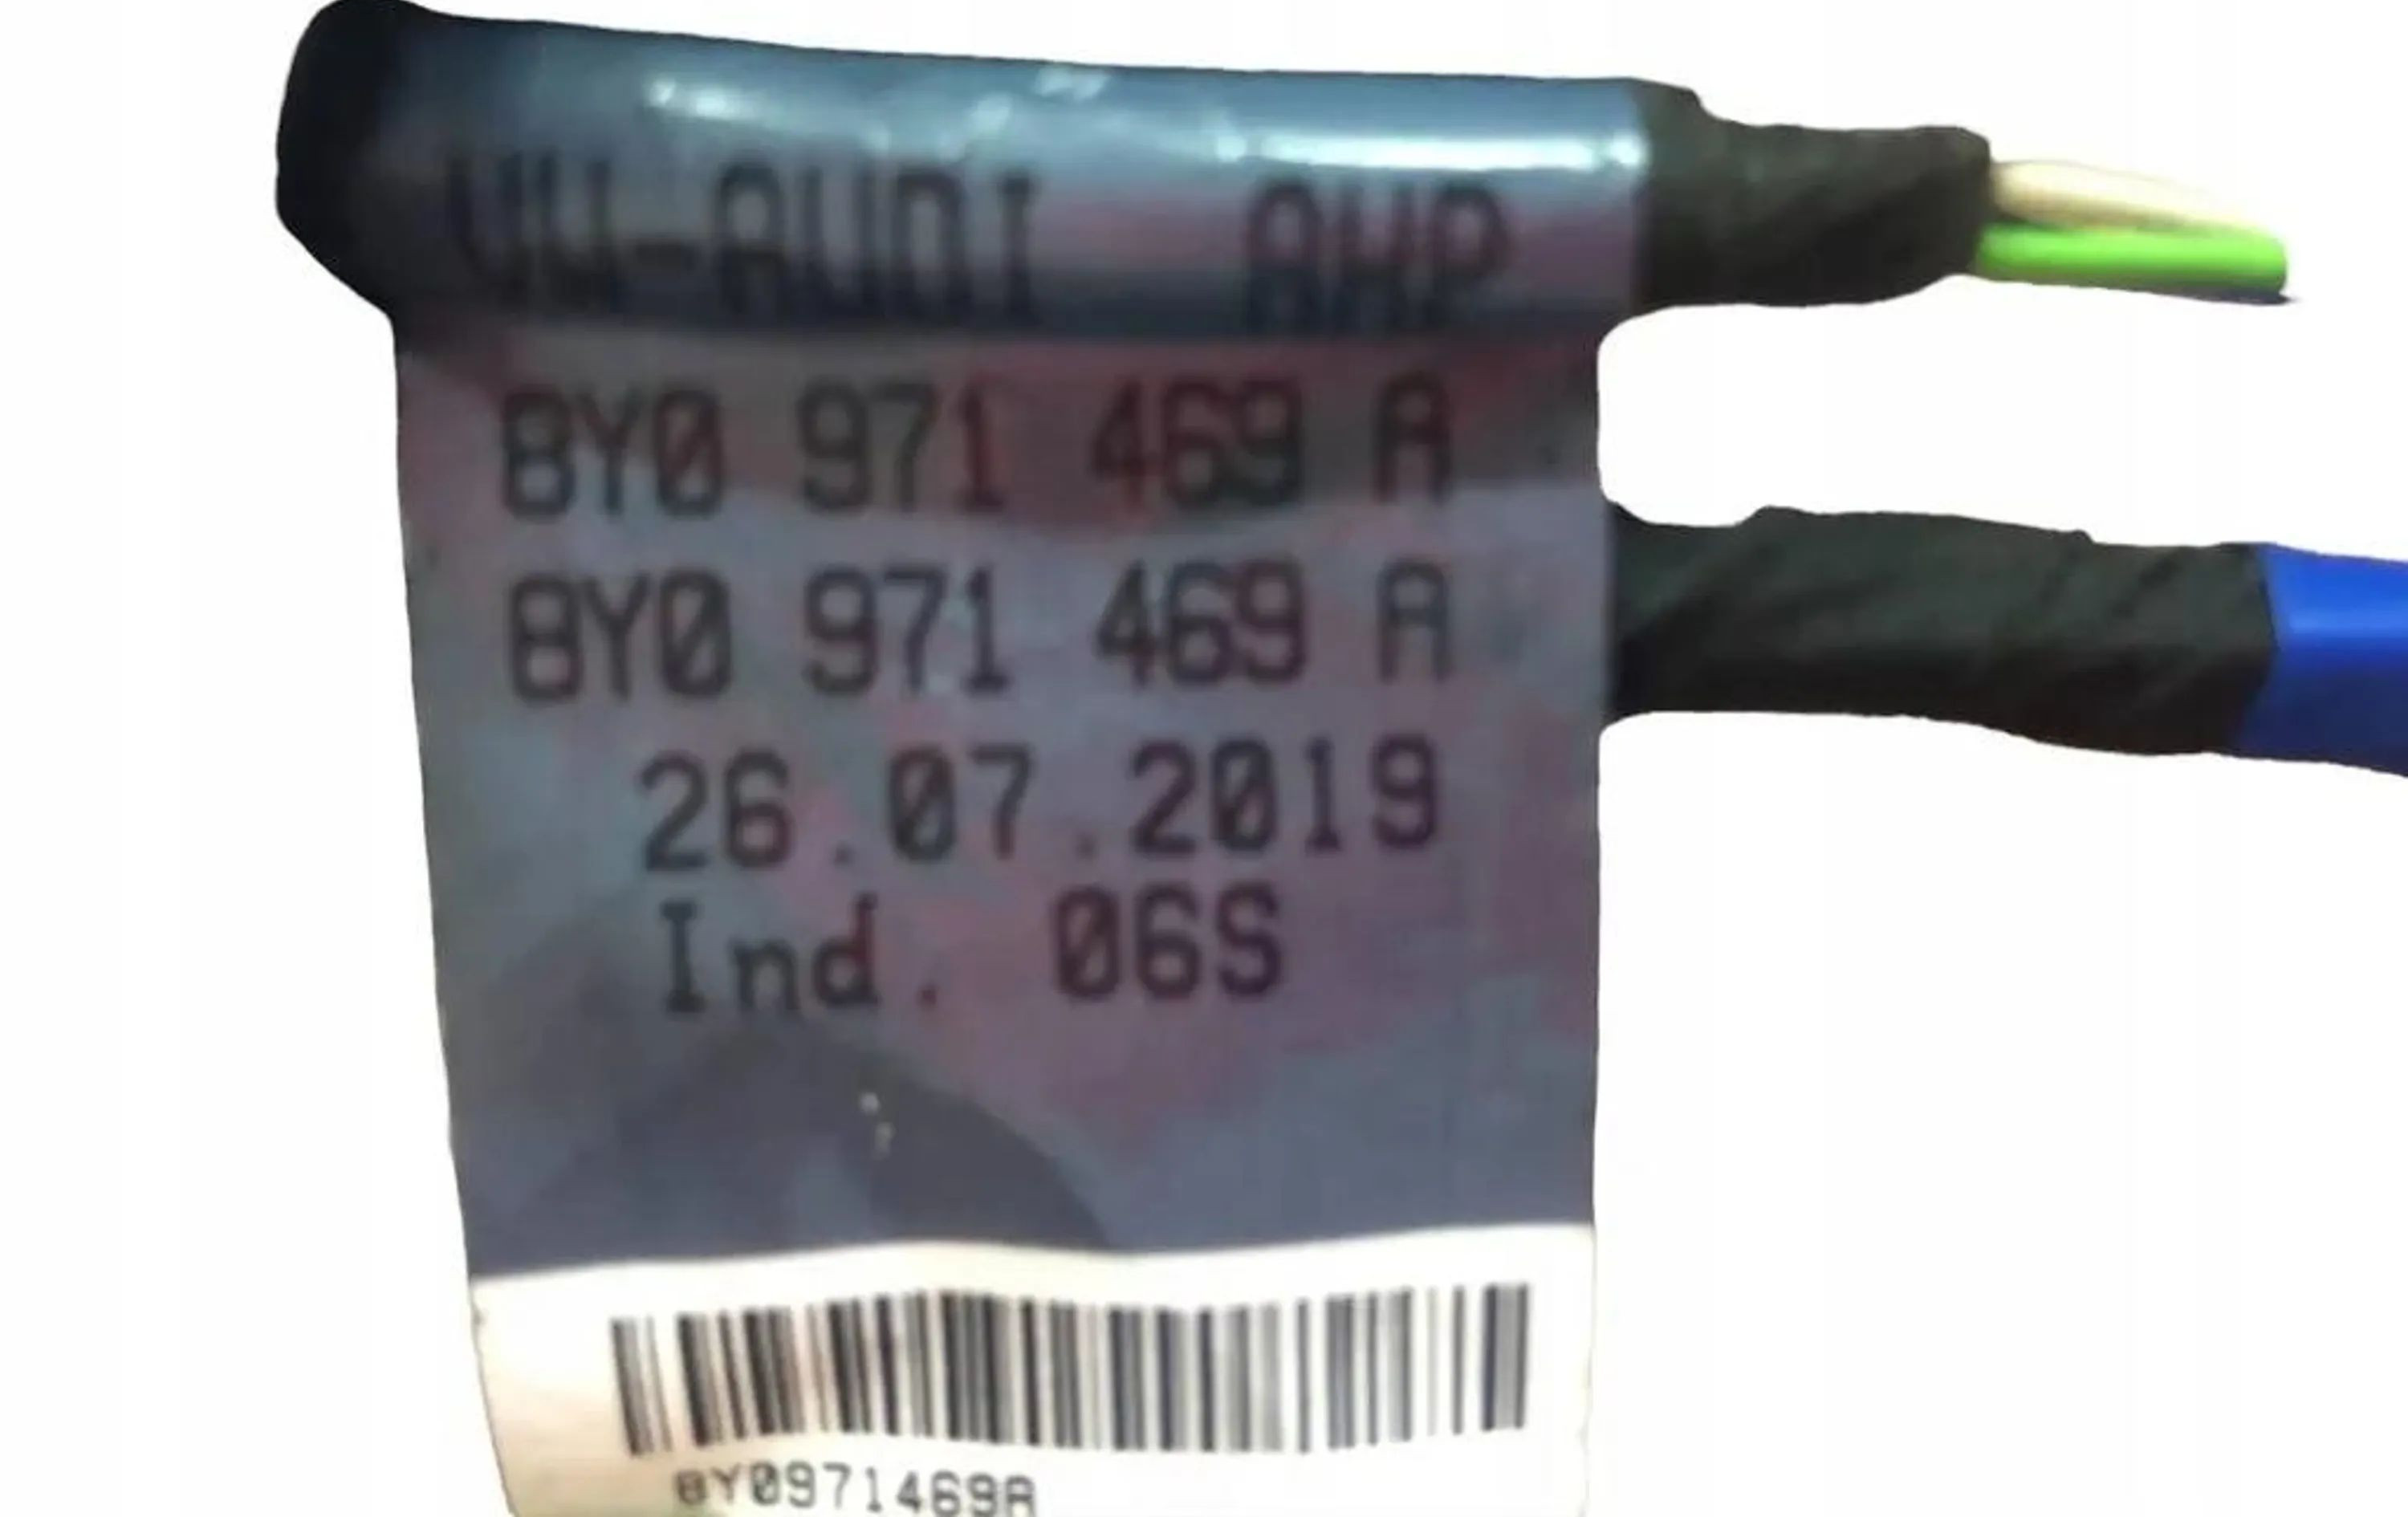 VW-AUDI AHP
8Y0 971 469 A
8Y0 971 469 A
26.07.2019
Ind. 06S
8Y0971469A